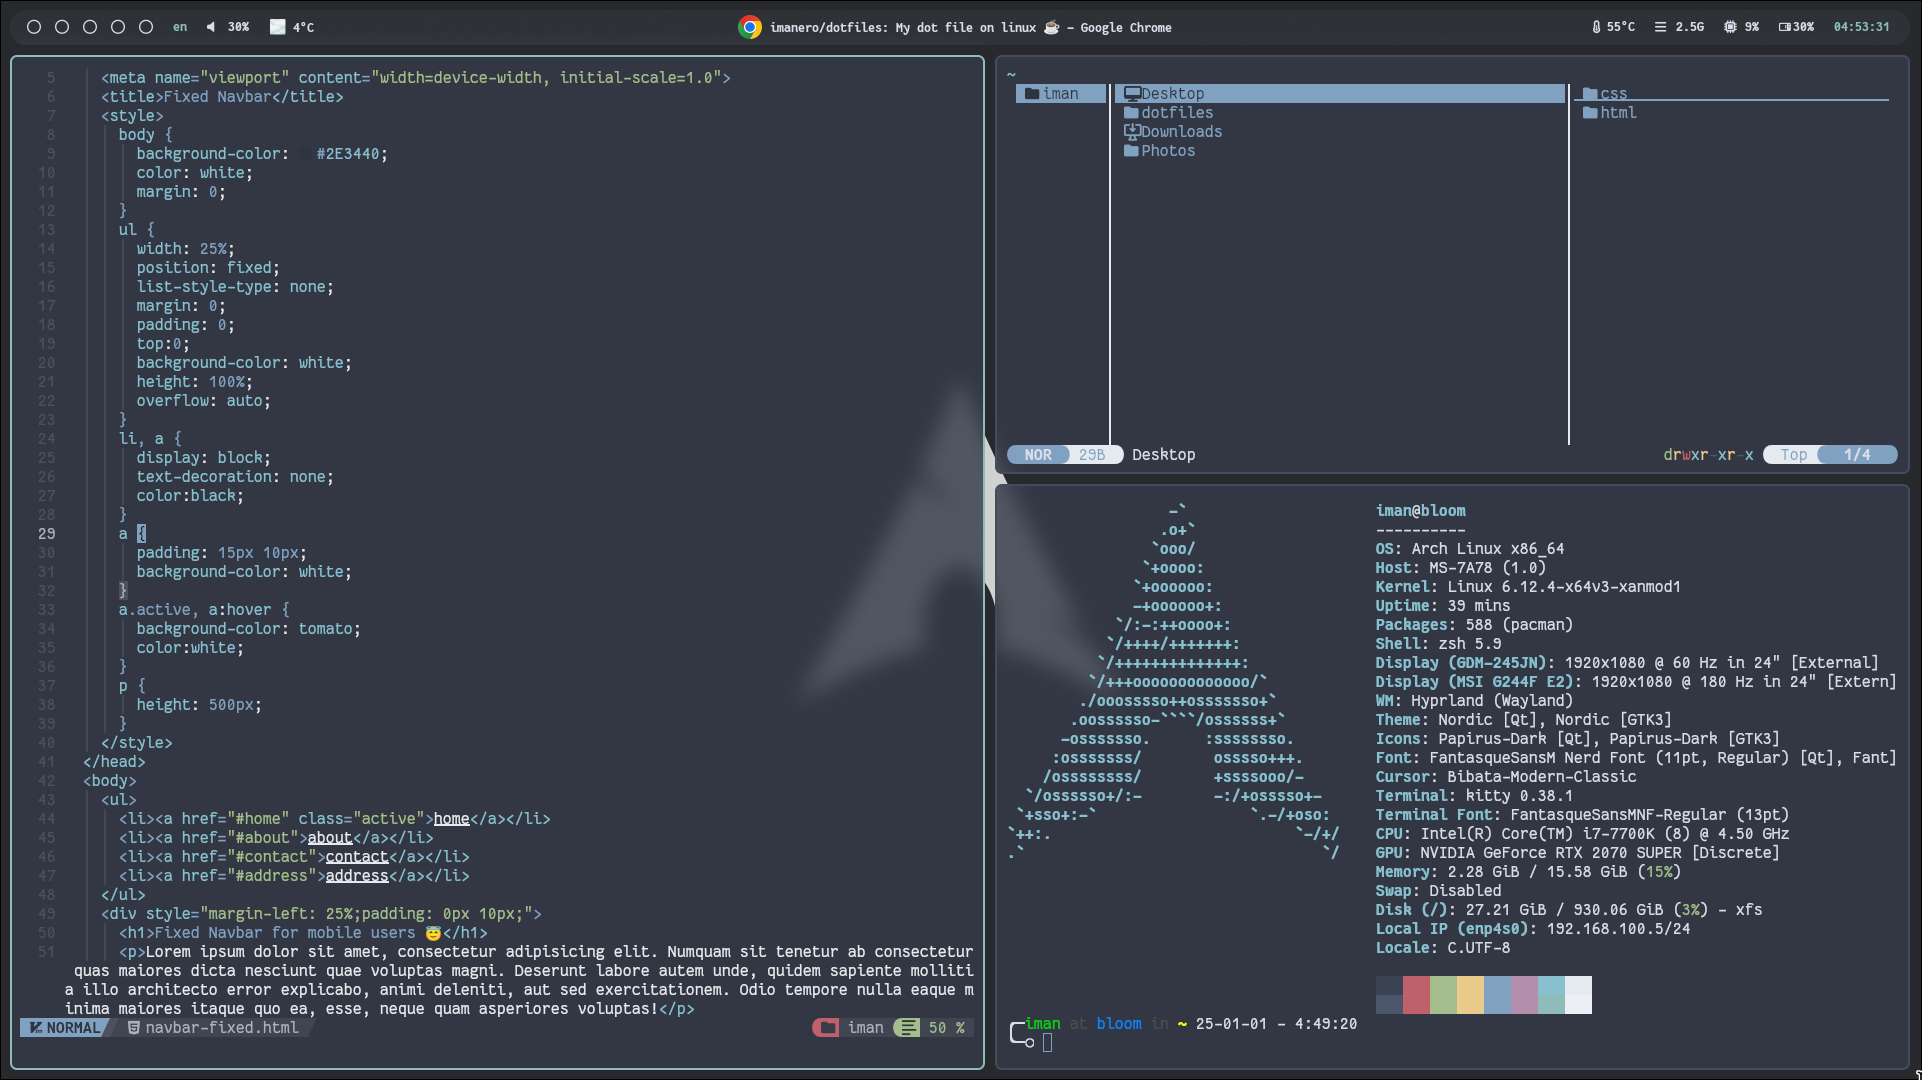 en 30% 4°C
imanero/dotfiles: My dot file on linux ☕ – Google Chrome
55°C 2.5G 9% 30% 04:53:31
5 <meta name="viewport" content="width=device-width, initial-scale=1.0">
6 <title>Fixed Navbar</title>
7 <style>
8 body {
9 background-color: #2E3440;
10 color: white;
11 margin: 0;
12 }
13 ul {
14 width: 25%;
15 position: fixed;
16 list-style-type: none;
17 margin: 0;
18 padding: 0;
19 top:0;
20 background-color: white;
21 height: 100%;
22 overflow: auto;
23 }
24 li, a {
25 display: block;
26 text-decoration: none;
27 color:black;
28 }
29 a {
30 padding: 15px 10px;
31 background-color: white;
32 }
33 a.active, a:hover {
34 background-color: tomato;
35 color:white;
36 }
37 p {
38 height: 500px;
39 }
40 </style>
41 </head>
42 <body>
43 <ul>
44 <li><a href="#home" class="active">home</a></li>
45 <li><a href="#about">about</a></li>
46 <li><a href="#contact">contact</a></li>
47 <li><a href="#address">address</a></li>
48 </ul>
49 <div style="margin-left: 25%;padding: 0px 10px;">
50 <h1>Fixed Navbar for mobile users 😇</h1>
51 <p>Lorem ipsum dolor sit amet, consectetur adipisicing elit. Numquam sit tenetur ab consectetur
quas maiores dicta nesciunt quae voluptas magni. Deserunt labore autem unde, quidem sapiente molliti
a illo architecto error explicabo, animi deleniti, aut sed exercitationem. Odio tempore nulla eaque m
inima maiores itaque quo ea, esse, neque quam asperiores voluptas!</p>
NORMAL navbar-fixed.html iman 50 %
~
iman Desktop css
dotfiles html
Downloads
Photos
NOR 29B Desktop drwxr-xr-x Top 1/4
-`
.o+`
`ooo/
`+oooo:
`+oooooo:
-+oooooo+:
`/:-:++oooo+:
`/++++/+++++++:
`/++++++++++++++:
`/+++ooooooooooooo/`
./ooosssso++osssssso+`
.oossssso-````/ossssss+`
-osssssso. :ssssssso.
:osssssss/ osssso+++.
/ossssssss/ +ssssooo/-
`/ossssso+/:- -:/+osssso+-
`+sso+:-` `.-/+oso:
`++:. `-/+/
.` `/
iman@bloom
----------
OS: Arch Linux x86_64
Host: MS-7A78 (1.0)
Kernel: Linux 6.12.4-x64v3-xanmod1
Uptime: 39 mins
Packages: 588 (pacman)
Shell: zsh 5.9
Display (GDM-245JN): 1920x1080 @ 60 Hz in 24" [External]
Display (MSI G244F E2): 1920x1080 @ 180 Hz in 24" [Extern]
WM: Hyprland (Wayland)
Theme: Nordic [Qt], Nordic [GTK3]
Icons: Papirus-Dark [Qt], Papirus-Dark [GTK3]
Font: FantasqueSansM Nerd Font (11pt, Regular) [Qt], Fant]
Cursor: Bibata-Modern-Classic
Terminal: kitty 0.38.1
Terminal Font: FantasqueSansMNF-Regular (13pt)
CPU: Intel(R) Core(TM) i7-7700K (8) @ 4.50 GHz
GPU: NVIDIA GeForce RTX 2070 SUPER [Discrete]
Memory: 2.28 GiB / 15.58 GiB (15%)
Swap: Disabled
Disk (/): 27.21 GiB / 930.06 GiB (3%) - xfs
Local IP (enp4s0): 192.168.100.5/24
Locale: C.UTF-8
iman at bloom in ~ 25-01-01 - 4:49:20